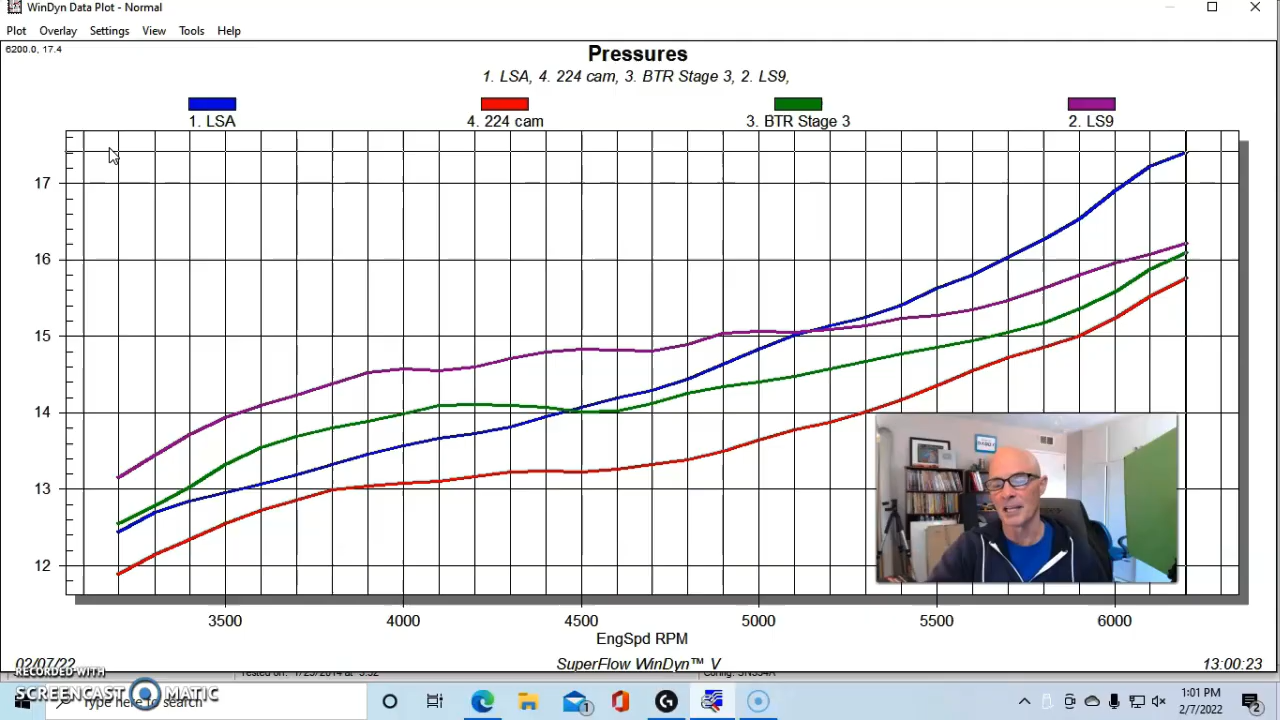 WinDyn Data Plot - Normal
Plot Overlay Settings View Tools Help
6200.0, 17.4
Pressures
1. LSA, 4. 224 cam, 3. BTR Stage 3, 2. LS9,
1. LSA 4. 224 cam 3. BTR Stage 3 2. LS9
17
16
15
14
13
12
3500 4000 4500 5000 5500 6000
EngSpd RPM
02/07/22 SuperFlow WinDyn™ V 13:00:23
RECORDED WITH
SCREENCAST MATIC
Type here to search
1
1:01 PM
2/7/2022
2